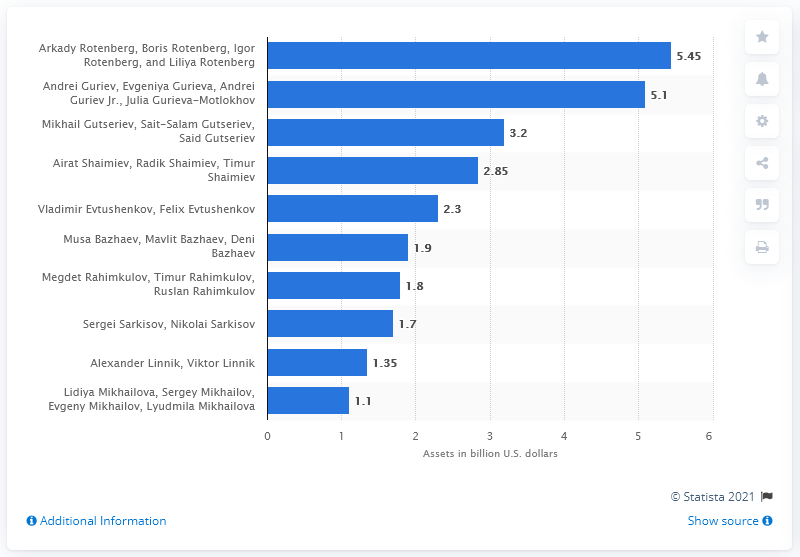 Arkady Rotenberg, Boris Rotenberg, Igor
Rotenberg, and Liliya Rotenberg
5.45
Andrei Guriev, Evgeniya Gurieva, Andrei
Guriev Jr., Julia Gurieva-Motlokhov
5.1
Mikhail Gutseriev, Sait-Salam Gutseriev,
Said Gutseriev
3.2
Airat Shaimiev, Radik Shaimiev, Timur
Shaimiev
2.85
Vladimir Evtushenkov, Felix Evtushenkov
2.3
Musa Bazhaev, Mavlit Bazhaev, Deni
Bazhaev
1.9
Megdet Rahimkulov, Timur Rahimkulov,
Ruslan Rahimkulov
1.8
Sergei Sarkisov, Nikolai Sarkisov
1.7
Alexander Linnik, Viktor Linnik
1.35
Lidiya Mikhailova, Sergey Mikhailov,
Evgeny Mikhailov, Lyudmila Mikhailova
1.1
0 1 2 3 4 5 6
Assets in billion U.S. dollars
© Statista 2021
Additional Information
Show source